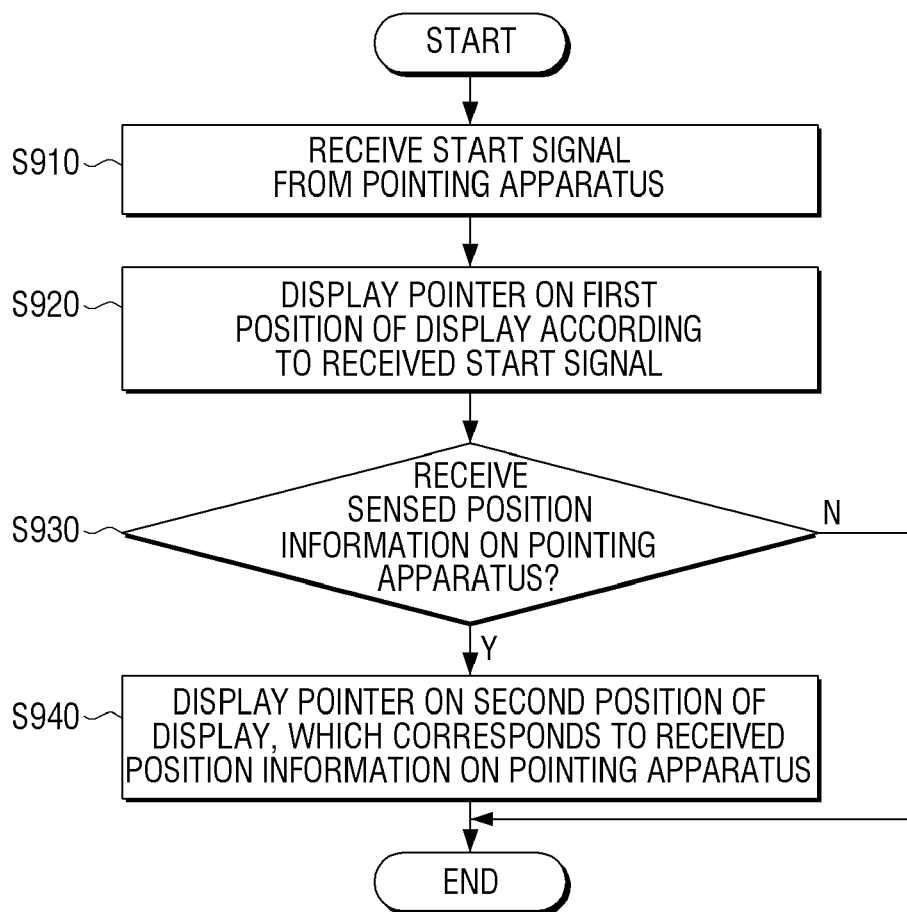 START
S910
RECEIVE START SIGNAL
FROM POINTING APPARATUS
S920
DISPLAY POINTER ON FIRST
POSITION OF DISPLAY ACCORDING
TO RECEIVED START SIGNAL
S930
RECEIVE
SENSED POSITION
INFORMATION ON POINTING
APPARATUS?
N
Y
S940
DISPLAY POINTER ON SECOND POSITION OF
DISPLAY, WHICH CORRESPONDS TO RECEIVED
POSITION INFORMATION ON POINTING APPARATUS
END